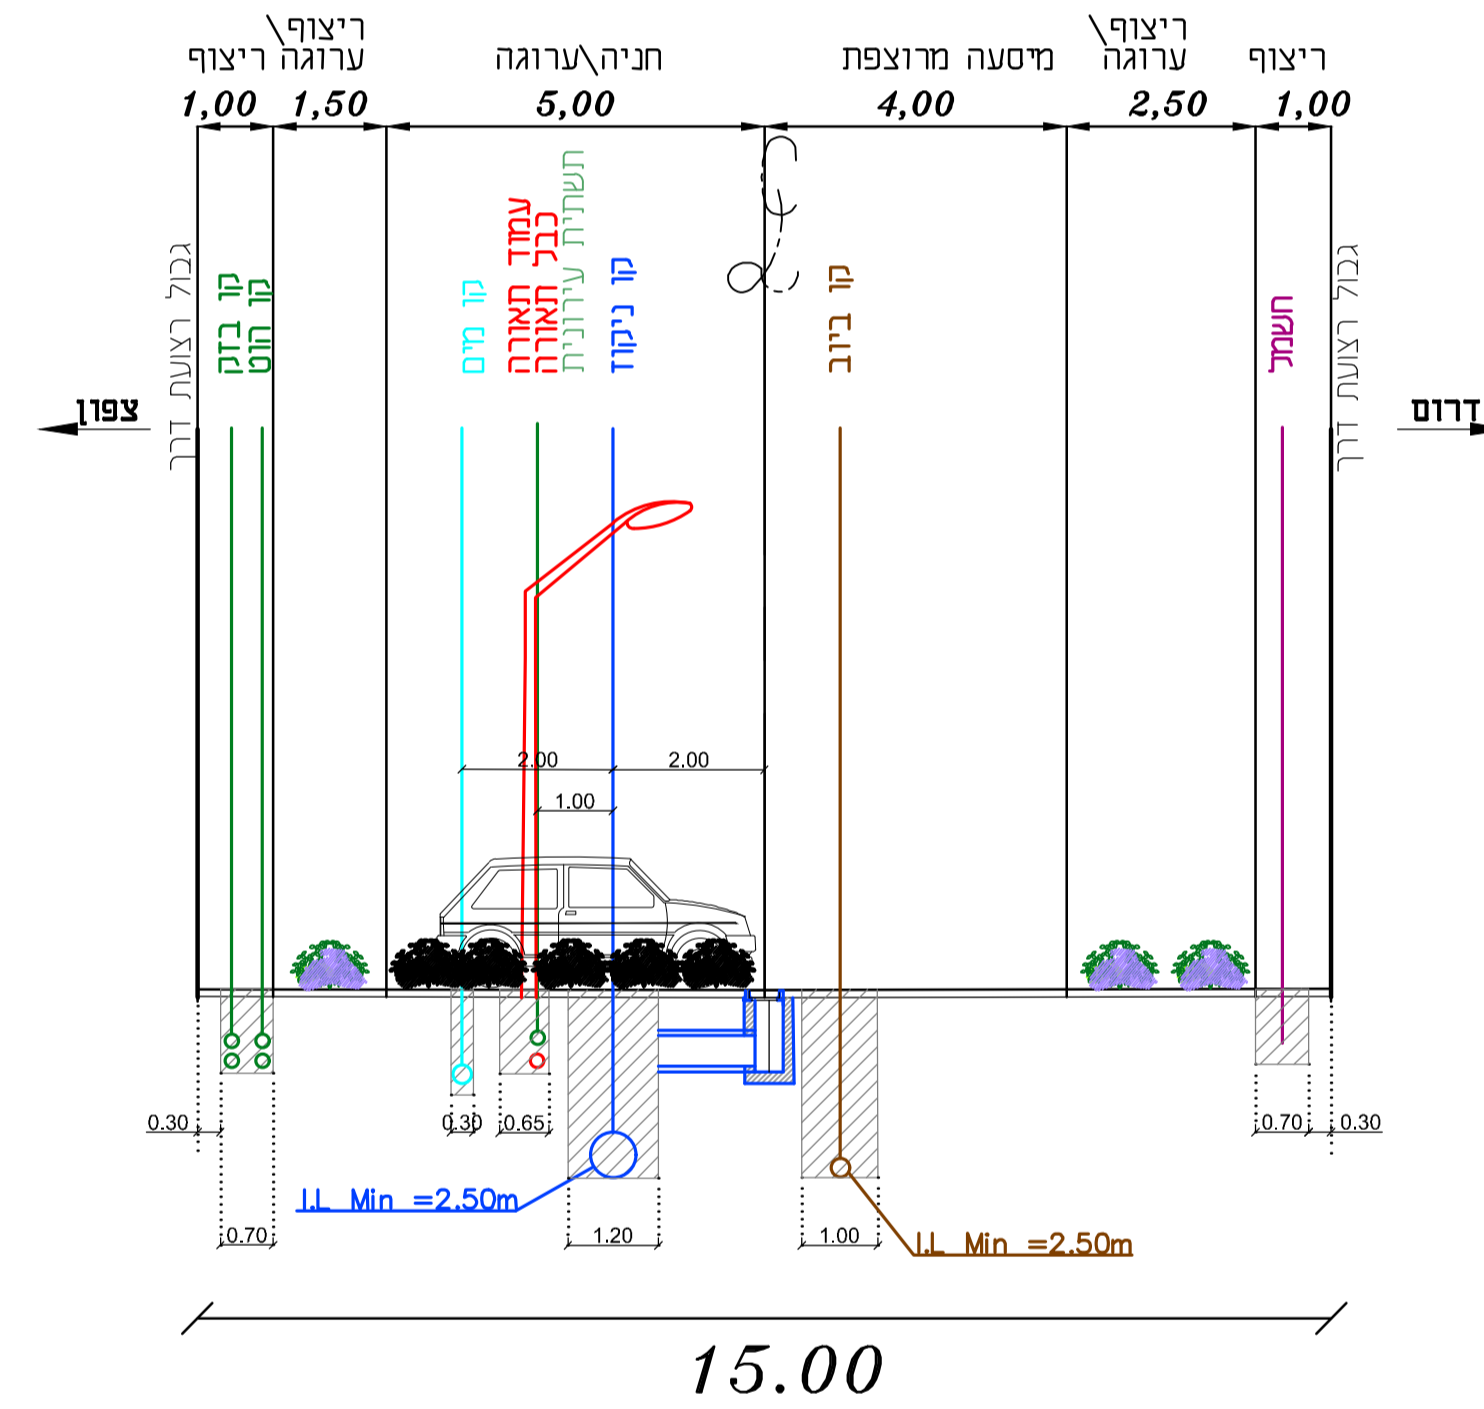 ריצוף\
ערוגה
ריצוף
חניה\ערוגה
מיסעה מרוצפת
ריצוף\
ערוגה
ריצוף
1,00
1,50
5,00
4,00
2,50
1,00
גבול רצועת דרך
קו בזק
קו הוט
קו מים
עמוד תאורה
כבל תאורה
תשתית עירונית
קו ניקוז
קו ביוב
חשמל
גבול רצועת דרך
צפון
דרום
2.00
2.00
1.00
0.30
0.30
0.65
0.70
0.30
I.L Min =2.50m
0.70
1.20
1.00
I.L Min =2.50m
15.00